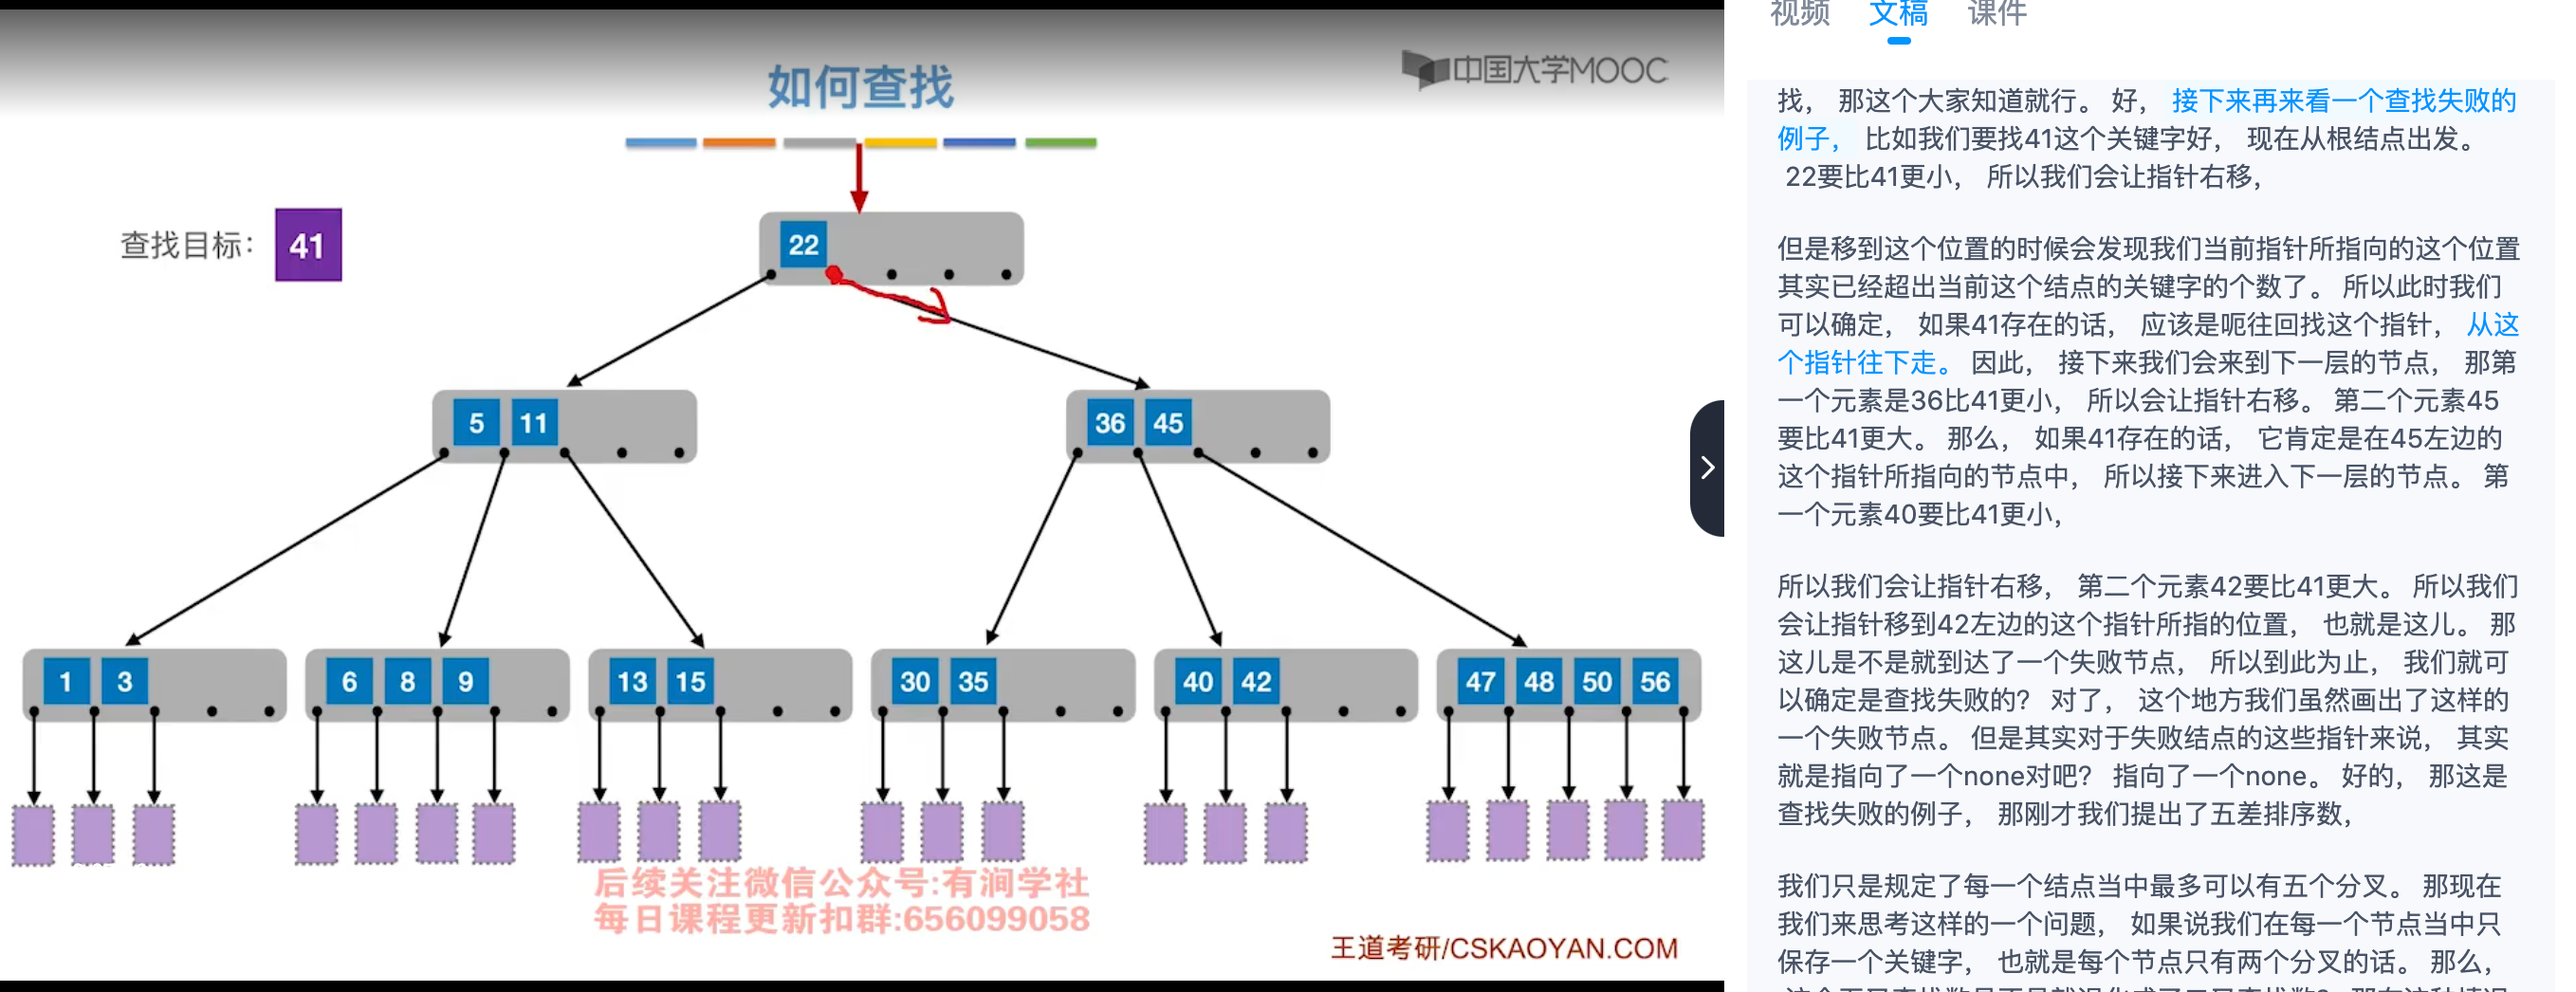 如何查找
中国大学MOOC
查找目标：
41
22
5 11
36 45
1 3
6 8 9
13 15
30 35
40 42
47 48 50 56
后续关注微信公众号:有涧学社
每日课程更新扣群:656099058
王道考研/CSKAOYAN.COM
视频 文稿 课件
找， 那这个大家知道就行。 好， 接下来再来看一个查找失败的
例子， 比如我们要找41这个关键字好， 现在从根结点出发。
22要比41更小， 所以我们会让指针右移，
但是移到这个位置的时候会发现我们当前指针所指向的这个位置
其实已经超出当前这个结点的关键字的个数了。 所以此时我们
可以确定， 如果41存在的话， 应该是呃往回找这个指针， 从这
个指针往下走。 因此， 接下来我们会来到下一层的节点， 那第
一个元素是36比41更小， 所以会让指针右移。 第二个元素45
要比41更大。 那么， 如果41存在的话， 它肯定是在45左边的
这个指针所指向的节点中， 所以接下来进入下一层的节点。 第
一个元素40要比41更小，
所以我们会让指针右移， 第二个元素42要比41更大。 所以我们
会让指针移到42左边的这个指针所指的位置， 也就是这儿。 那
这儿是不是就到达了一个失败节点， 所以到此为止， 我们就可
以确定是查找失败的? 对了， 这个地方我们虽然画出了这样的
一个失败节点。 但是其实对于失败结点的这些指针来说， 其实
就是指向了一个none对吧? 指向了一个none。 好的， 那这是
查找失败的例子， 那刚才我们提出了五差排序数，
我们只是规定了每一个结点当中最多可以有五个分叉。 那现在
我们来思考这样的一个问题， 如果说我们在每一个节点当中只
保存一个关键字， 也就是每个节点只有两个分叉的话。 那么，